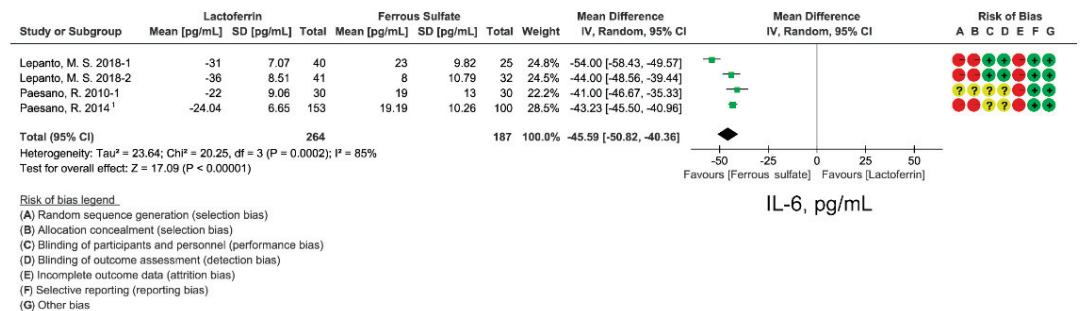 Lactoferrin Ferrous Sulfate Mean Difference Mean Difference Risk of Bias
Study or Subgroup Mean [pg/mL] SD [pg/mL] Total Mean [pg/mL] SD [pg/mL] Total Weight IV, Random, 95% CI IV, Random, 95% CI A B C D E F G
Lepanto, M. S. 2018-1 -31 7.07 40 23 9.82 25 24.8% -54.00 [-58.43, -49.57] − − + + − + +
Lepanto, M. S. 2018-2 -36 8.51 41 8 10.79 32 24.6% -44.00 [-48.56, -39.44] − − + + − + +
Paesano, R. 2010-1 -22 9.06 30 19 13 30 22.2% -41.00 [-46.67, -35.33] ? ? ? ? − + +
Paesano, R. 2014¹ -24.04 6.65 153 19.19 10.26 100 28.5% -43.23 [-45.50, -40.96] − − ? ? − + +
Total (95% CI) 264 187 100.0% -45.59 [-50.82, -40.36]
Heterogeneity: Tau² = 23.64; Chi² = 20.25, df = 3 (P = 0.0002); I² = 85%
Test for overall effect: Z = 17.09 (P < 0.00001)
-50 -25 0 25 50
Favours [Ferrous sulfate] Favours [Lactoferrin]
IL-6, pg/mL
Risk of bias legend
(A) Random sequence generation (selection bias)
(B) Allocation concealment (selection bias)
(C) Blinding of participants and personnel (performance bias)
(D) Blinding of outcome assessment (detection bias)
(E) Incomplete outcome data (attrition bias)
(F) Selective reporting (reporting bias)
(G) Other bias